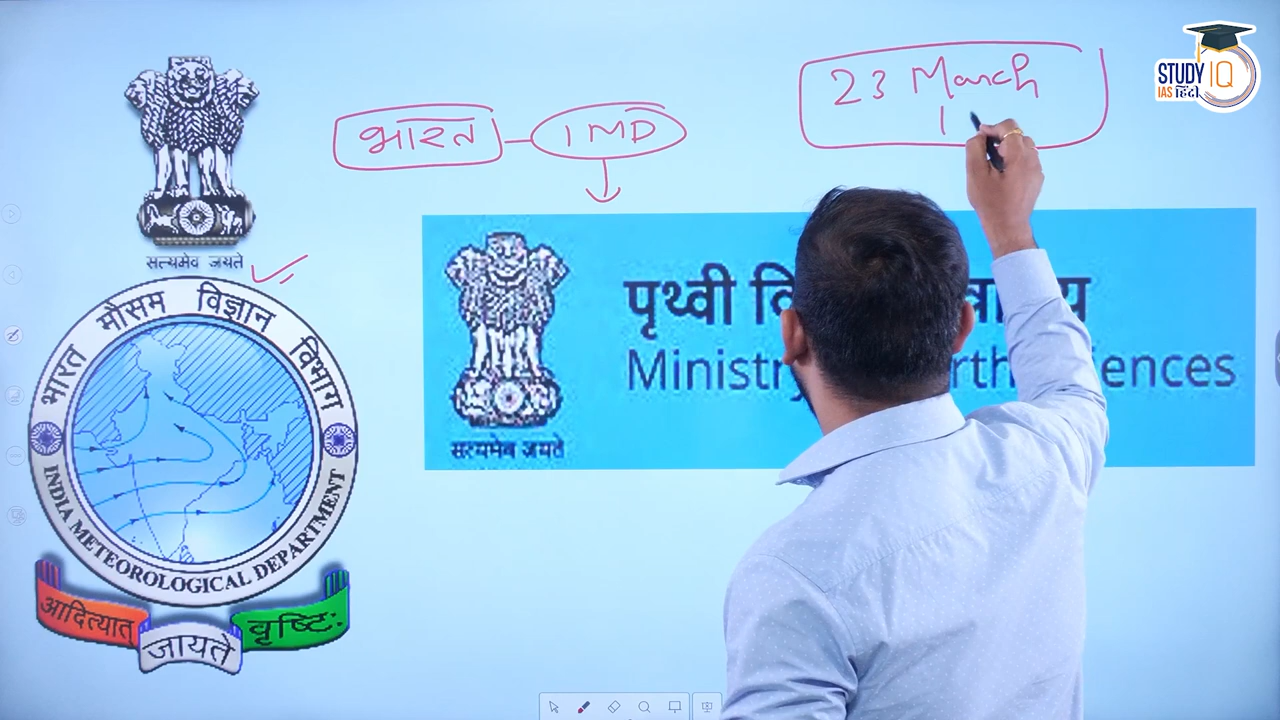 STUDY IQ
IAS हिंदी
23 March
1
भारत - IMD
सत्यमेव जयते
भारत मौसम विज्ञान विभाग
INDIA METEOROLOGICAL DEPARTMENT
आदित्यात्
जायते
वृष्टिः
पृथ्वी
Ministry Sciences
सत्यमेव जयते